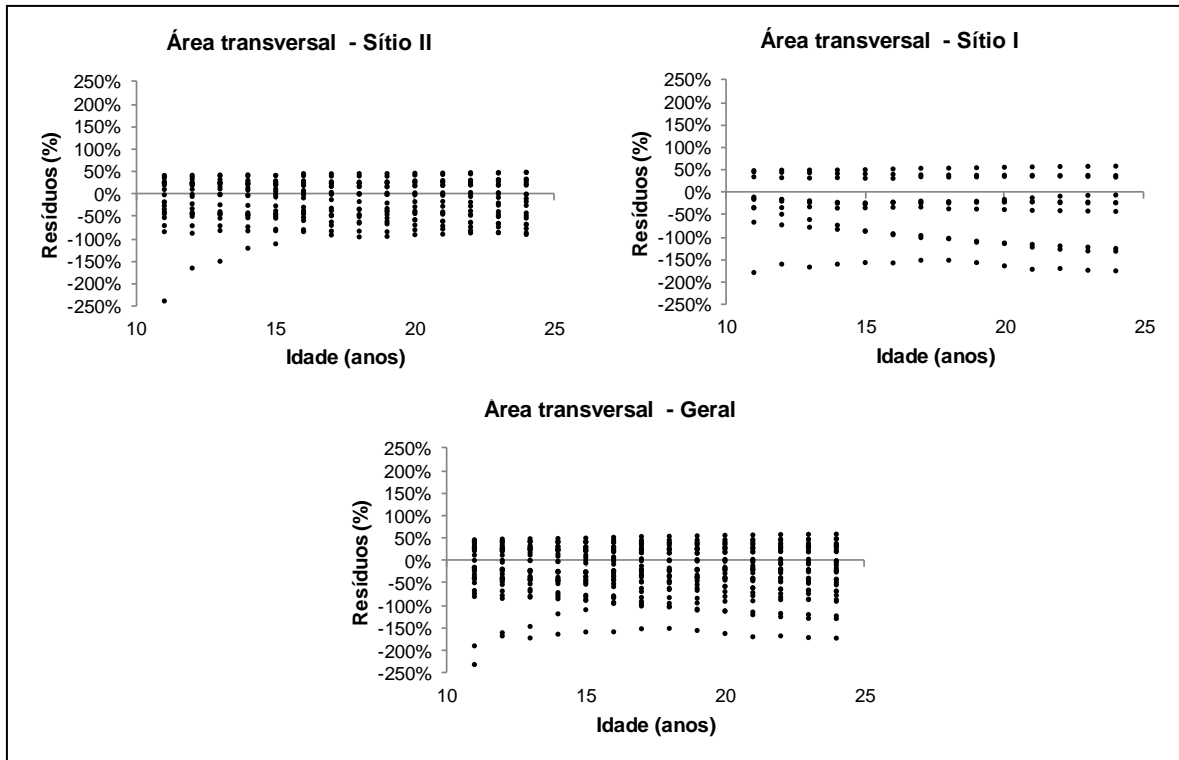 Área transversal - Sítio II
Resíduos (%)
250%
200%
150%
100%
50%
0%
-50%
-100%
-150%
-200%
-250%
10 15 20 25
Idade (anos)
Área transversal - Sítio I
Resíduos (%)
250%
200%
150%
100%
50%
0%
-50%
-100%
-150%
-200%
-250%
10 15 20 25
Idade (anos)
Área transversal - Geral
Resíduos (%)
250%
200%
150%
100%
50%
0%
-50%
-100%
-150%
-200%
-250%
10 15 20 25
Idade (anos)